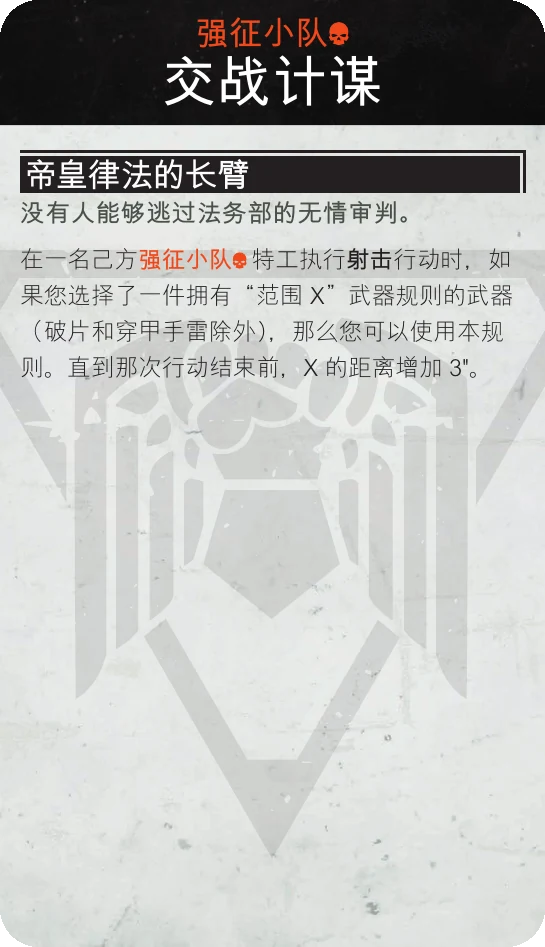 强征小队
交战计谋
帝皇律法的长臂
没有人能够逃过法务部的无情审判。
在一名己方强征小队特工执行射击行动时，如
果您选择了一件拥有“范围 X”武器规则的武器
（破片和穿甲手雷除外），那么您可以使用本规
则。直到那次行动结束前，X 的距离增加 3"。